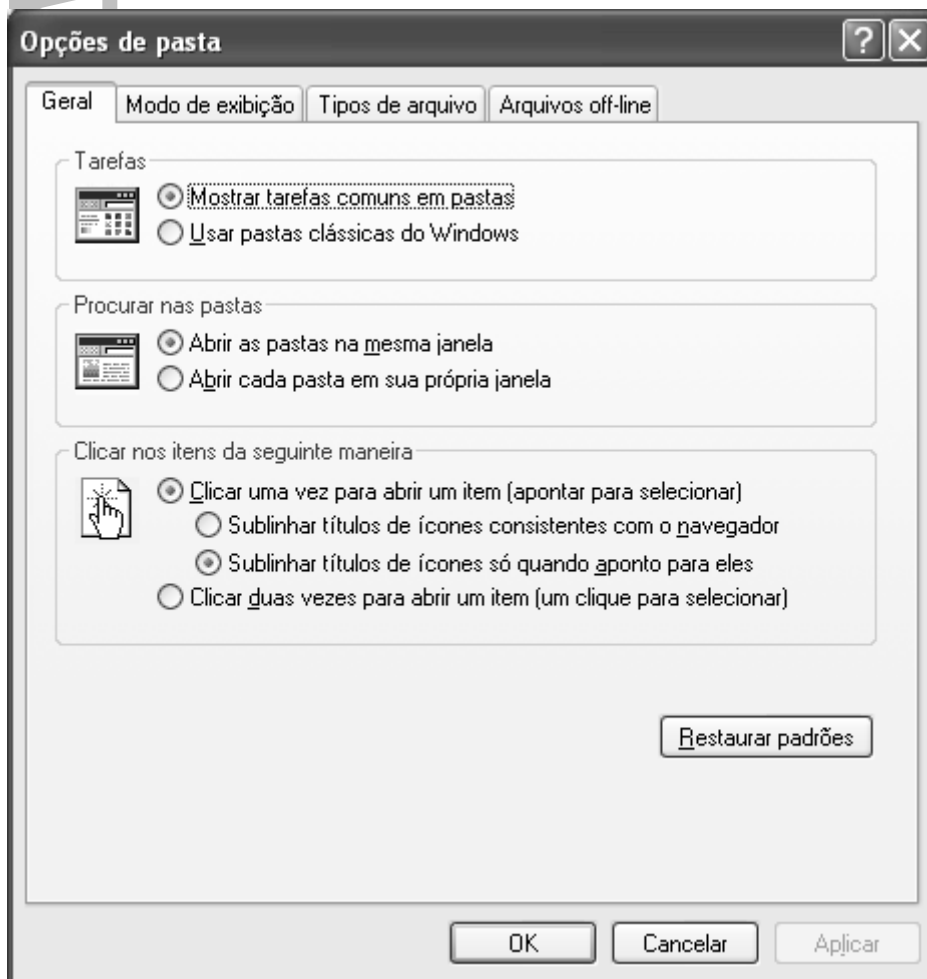 Opções de pasta
Geral Modo de exibição Tipos de arquivo Arquivos off-line
Tarefas
Mostrar tarefas comuns em pastas
Usar pastas clássicas do Windows
Procurar nas pastas
Abrir as pastas na mesma janela
Abrir cada pasta em sua própria janela
Clicar nos itens da seguinte maneira
Clicar uma vez para abrir um item (apontar para selecionar)
Sublinhar títulos de ícones consistentes com o navegador
Sublinhar títulos de ícones só quando aponto para eles
Clicar duas vezes para abrir um item (um clique para selecionar)
Restaurar padrões
OK Cancelar Aplicar